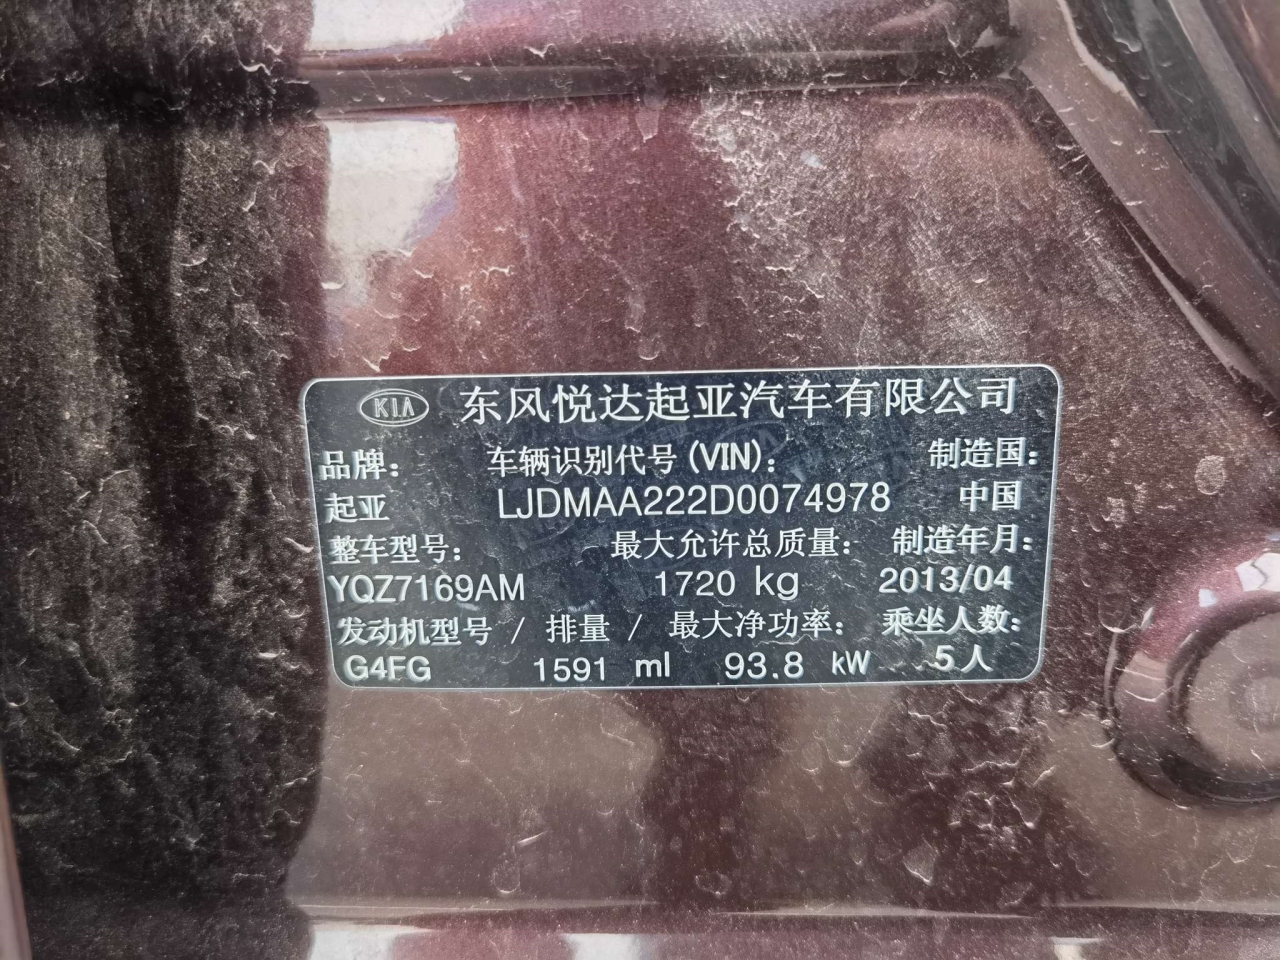 KIA 东风悦达起亚汽车有限公司
品牌： 车辆识别代号(VIN)： 制造国：
起亚 LJDMAA222D0074978 中国
整车型号： 最大允许总质量： 制造年月：
YQZ7169AM 1720 kg 2013/04
发动机型号 / 排量 / 最大净功率： 乘坐人数：
G4FG 1591 ml 93.8 kW 5人